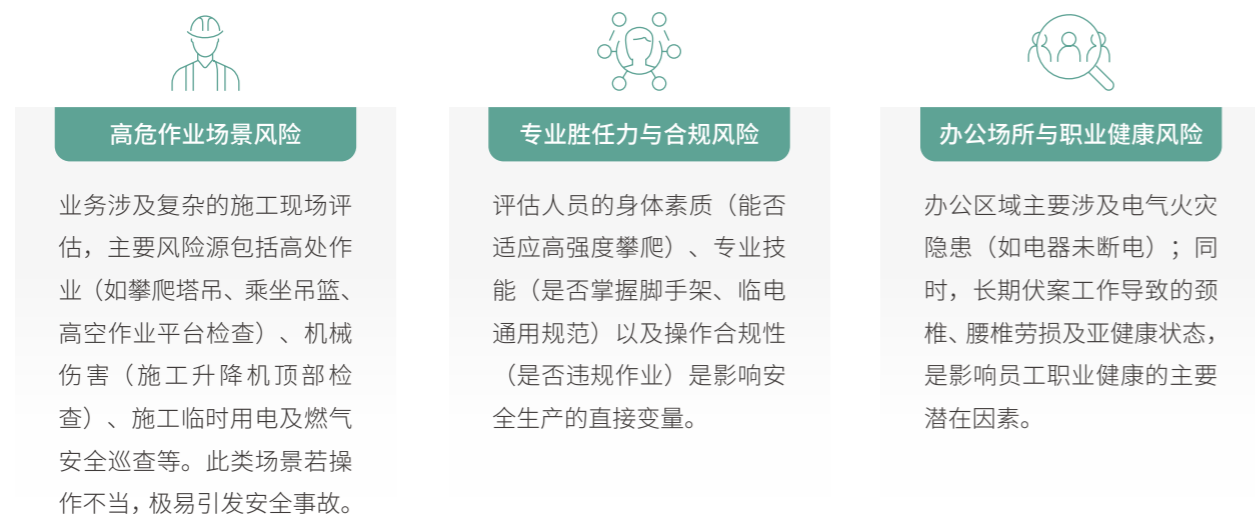 高危作业场景风险
业务涉及复杂的施工现场评
估，主要风险源包括高处作
业（如攀爬塔吊、乘坐吊篮、
高空作业平台检查）、机械
伤害（施工升降机顶部检
查）、施工临时用电及燃气
安全巡查等。此类场景若操
作不当，极易引发安全事故。
专业胜任力与合规风险
评估人员的身体素质（能否
适应高强度攀爬）、专业技
能（是否掌握脚手架、临电
通用规范）以及操作合规性
（是否违规作业）是影响安
全生产的直接变量。
办公场所与职业健康风险
办公区域主要涉及电气火灾
隐患（如电器未断电）；同
时，长期伏案工作导致的颈
椎、腰椎劳损及亚健康状态，
是影响员工职业健康的主要
潜在因素。